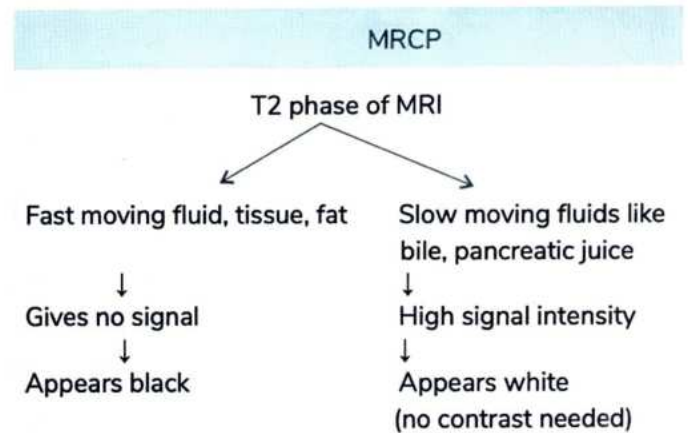 MRCP
T2 phase of MRI
Fast moving fluid, tissue, fat
↓
Gives no signal
↓
Appears black
Slow moving fluids like
bile, pancreatic juice
↓
High signal intensity
↓
Appears white
(no contrast needed)